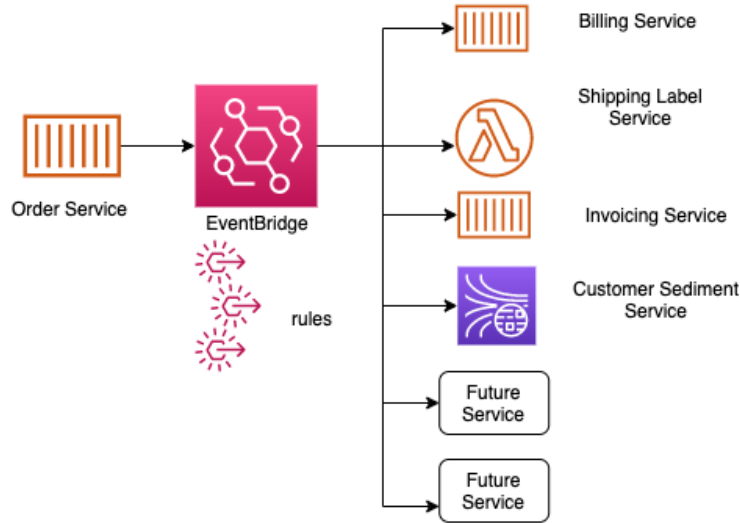 Billing Service
Shipping Label
Service
Order Service
EventBridge
Invoicing Service
rules
Customer Sediment
Service
Future
Service
Future
Service